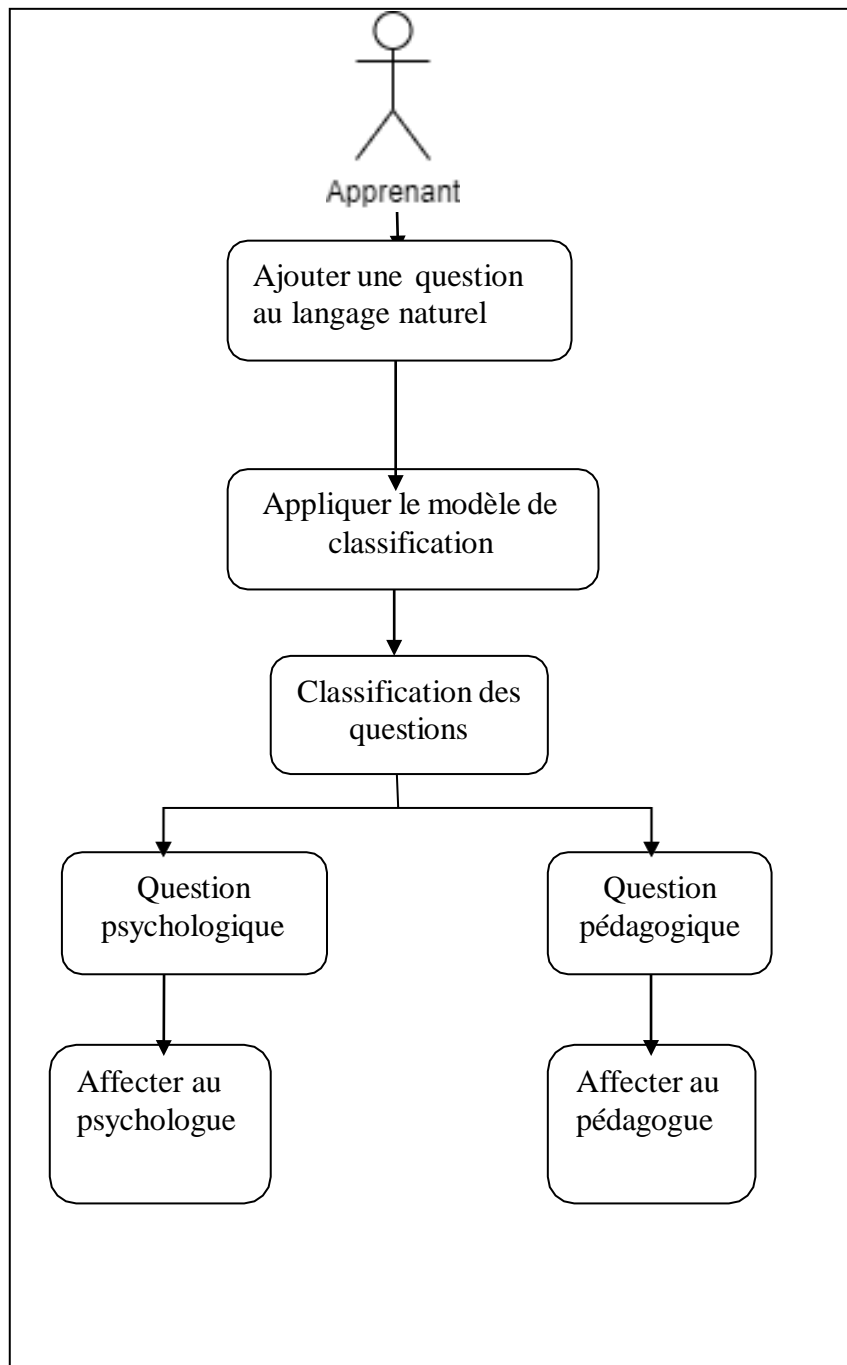 Apprenant
Ajouter une question
au langage naturel
Appliquer le modèle de
classification
Classification des
questions
Question
psychologique
Question
pédagogique
Affecter au
psychologue
Affecter au
pédagogue